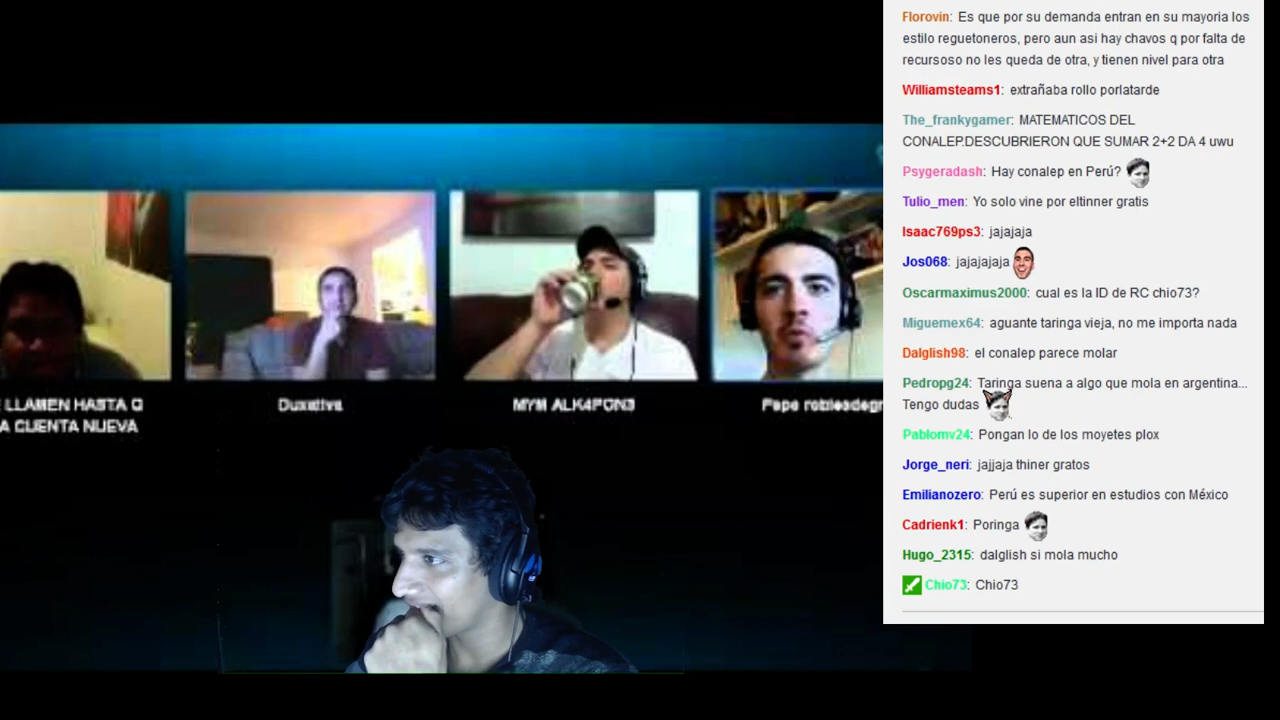 LLAMEN HASTA Q
A CUENTA NUEVA
Duxativa
MYM ALK4PON3
Pepe roblesdegr
Florovin: Es que por su demanda entran en su mayoria los
estilo reguetoneros, pero aun asi hay chavos q por falta de
recursoso no les queda de otra, y tienen nivel para otra
Williamsteams1: extrañaba rollo porlatarde
The_frankygamer: MATEMATICOS DEL
CONALEP.DESCUBRIERON QUE SUMAR 2+2 DA 4 uwu
Psygeradash: Hay conalep en Perú?
Tulio_men: Yo solo vine por eltinner gratis
Isaac769ps3: jajajaja
Jos068: jajajajaja
Oscarmaximus2000: cual es la ID de RC chio73?
Miguemex64: aguante taringa vieja, no me importa nada
Dalglish98: el conalep parece molar
Pedropg24: Taringa suena a algo que mola en argentina...
Tengo dudas
Pablomv24: Pongan lo de los moyetes plox
Jorge_neri: jajjaja thiner gratos
Emilianozero: Perú es superior en estudios con México
Cadrienk1: Poringa
Hugo_2315: dalglish si mola mucho
Chio73: Chio73